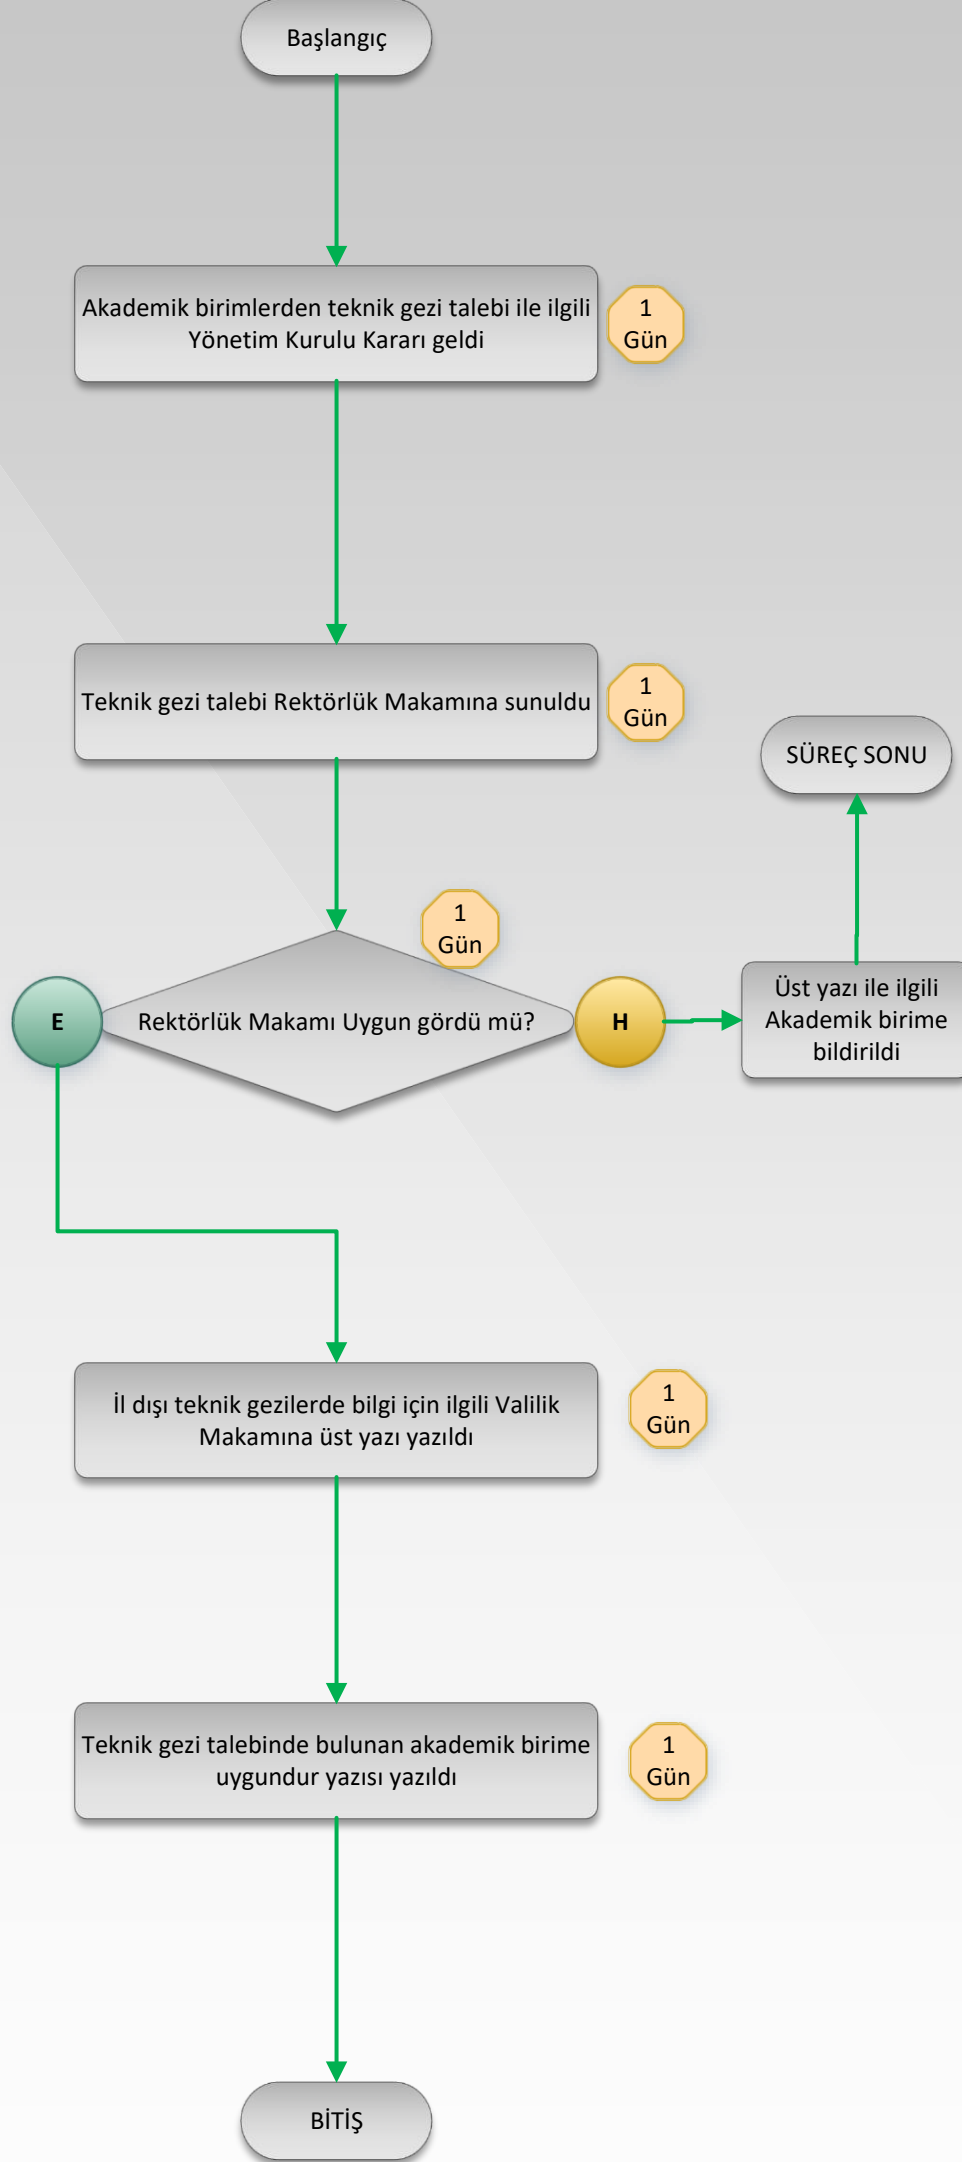 Başlangıç
Akademik birimlerden teknik gezi talebi ile ilgili
Yönetim Kurulu Kararı geldi
1
Gün
Teknik gezi talebi Rektörlük Makamına sunuldu
1
Gün
SÜREÇ SONU
1
Gün
E
Rektörlük Makamı Uygun gördü mü?
H
Üst yazı ile ilgili
Akademik birime
bildirildi
İl dışı teknik gezilerde bilgi için ilgili Valilik
Makamına üst yazı yazıldı
1
Gün
Teknik gezi talebinde bulunan akademik birime
uygundur yazısı yazıldı
1
Gün
BİTİŞ